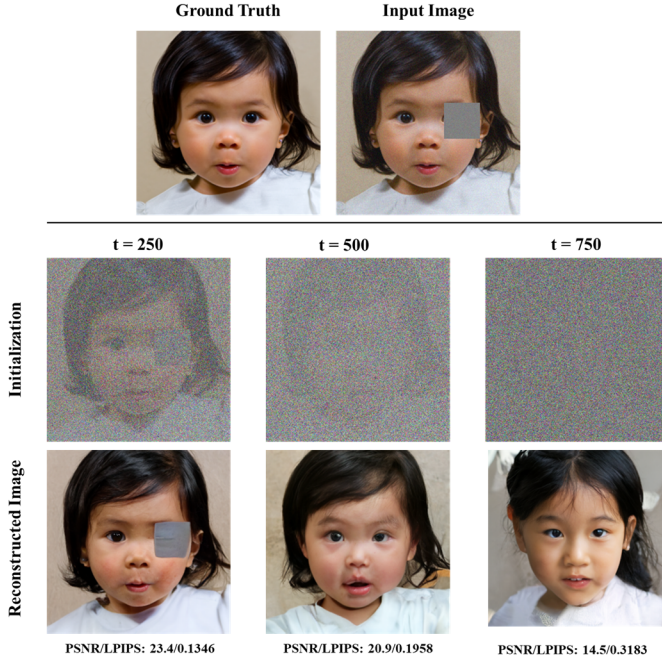 Ground Truth
Input Image
t = 250
t = 500
t = 750
Initialization
Reconstructed Image
PSNR/LPIPS: 23.4/0.1346
PSNR/LPIPS: 20.9/0.1958
PSNR/LPIPS: 14.5/0.3183